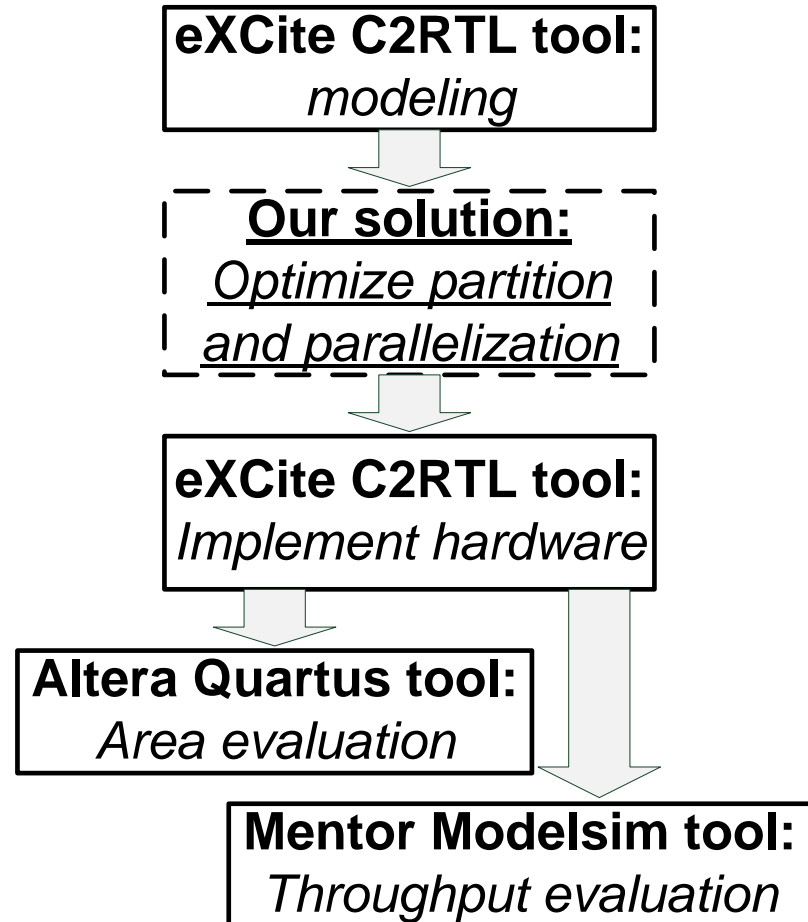 eXCite C2RTL tool:
modeling
Our solution:
Optimize partition
and parallelization
eXCite C2RTL tool:
Implement hardware
Altera Quartus tool:
Area evaluation
Mentor Modelsim tool:
Throughput evaluation